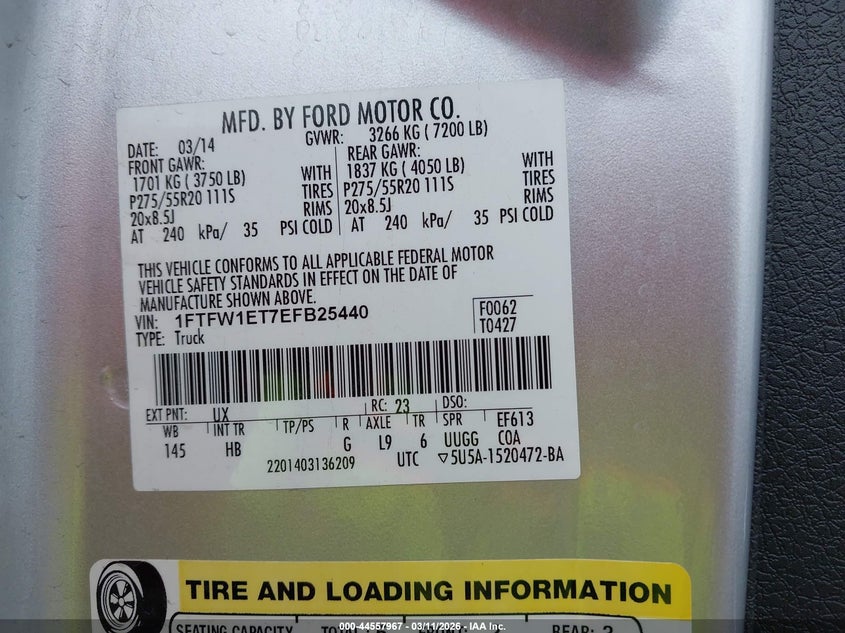 MFD. BY FORD MOTOR CO.
DATE: 03/14 GVWR: 3266 KG ( 7200 LB)
FRONT GAWR: REAR GAWR:
1701 KG ( 3750 LB) WITH 1837 KG ( 4050 LB) WITH
P275/55R20 111S TIRES P275/55R20 111S TIRES
20x8.5J RIMS 20x8.5J RIMS
AT 240 kPa/ 35 PSI COLD AT 240 kPa/ 35 PSI COLD
THIS VEHICLE CONFORMS TO ALL APPLICABLE FEDERAL MOTOR
VEHICLE SAFETY STANDARDS IN EFFECT ON THE DATE OF
MANUFACTURE SHOWN ABOVE.
VIN: 1FTFW1ET7EFB25440 F0062
TYPE: Truck T0427
EXT PNT: UX RC: 23 DSO:
WB INT TR TP/PS R AXLE TR SPR EF613
145 HB G L9 6 UUGG COA
2201403136209 UTC ▽5U5A-1520472-BA
TIRE AND LOADING INFORMATION
SEATING CAPACITY REAR:
000-44557967 - 03/11/2026 - IAA Inc.